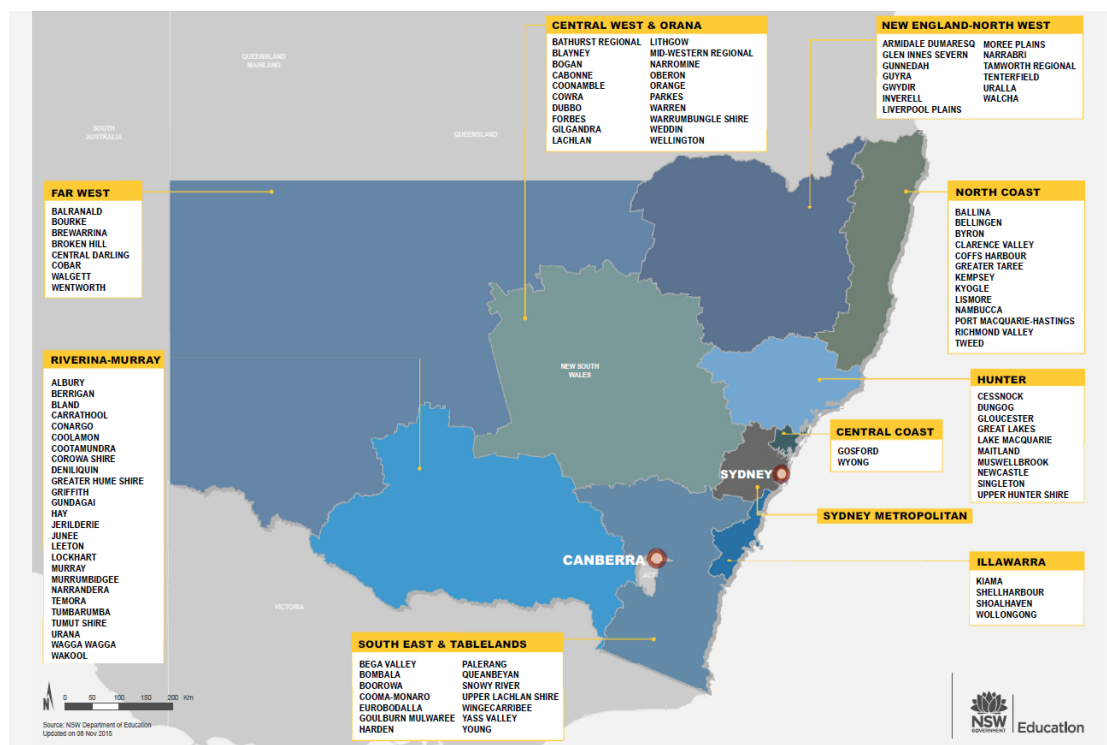 CENTRAL WEST & ORANA
BATHURST REGIONAL LITHGOW
BLAYNEY MID-WESTERN REGIONAL
BOGAN NARROMINE
CABONNE OBERON
COONAMBLE ORANGE
COWRA PARKES
DUBBO WARREN
FORBES WARRUMBUNGLE SHIRE
GILGANDRA WEDDIN
LACHLAN WELLINGTON
NEW ENGLAND-NORTH WEST
ARMIDALE DUMARESQ MOREE PLAINS
GLEN INNES SEVERN NARRABRI
GUNNEDAH TAMWORTH REGIONAL
GUYRA TENTERFIELD
GWYDIR URALLA
INVERELL WALCHA
LIVERPOOL PLAINS
QUEENSLAND
MAINLAND
SOUTH
AUSTRALIA
QUEENSLAND
FAR WEST
BALRANALD
BOURKE
BREWARRINA
BROKEN HILL
CENTRAL DARLING
COBAR
WALGETT
WENTWORTH
NORTH COAST
BALLINA
BELLINGEN
BYRON
CLARENCE VALLEY
COFFS HARBOUR
GREATER TAREE
KEMPSEY
KYOGLE
LISMORE
NAMBUCCA
PORT MACQUARIE-HASTINGS
RICHMOND VALLEY
TWEED
RIVERINA-MURRAY
ALBURY
BERRIGAN
BLAND
CARRATHOOL
CONARGO
COOLAMON
COOTAMUNDRA
COROWA SHIRE
DENILIQUIN
GREATER HUME SHIRE
GRIFFITH
GUNDAGAI
HAY
JERILDERIE
JUNEE
LEETON
LOCKHART
MURRAY
MURRUMBIDGEE
NARRANDERA
TEMORA
TUMBARUMBA
TUMUT SHIRE
URANA
WAGGA WAGGA
WAKOOL
NEW SOUTH
WALES
HUNTER
CESSNOCK
DUNGOG
GLOUCESTER
GREAT LAKES
LAKE MACQUARIE
MAITLAND
MUSWELLBROOK
NEWCASTLE
SINGLETON
UPPER HUNTER SHIRE
CENTRAL COAST
GOSFORD
WYONG
SYDNEY
SYDNEY METROPOLITAN
CANBERRA
ACT
ILLAWARRA
KIAMA
SHELLHARBOUR
SHOALHAVEN
WOLLONGONG
VICTORIA
SOUTH EAST & TABLELANDS
BEGA VALLEY PALERANG
BOMBALA QUEANBEYAN
BOOROWA SNOWY RIVER
COOMA-MONARO UPPER LACHLAN SHIRE
EUROBODALLA WINGECARRIBEE
GOULBURN MULWAREE YASS VALLEY
HARDEN YOUNG
N
0 50 100 150 200 Km
Source: NSW Department of Education
Updated on 08 Nov 2015
NSW
GOVERNMENT
Education